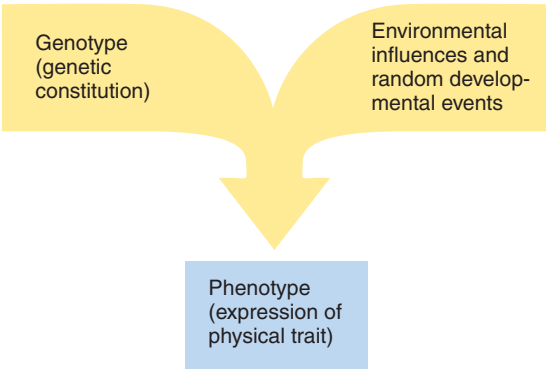 Genotype
(genetic
constitution)
Environmental
influences and
random develop-
mental events
Phenotype
(expression of
physical trait)